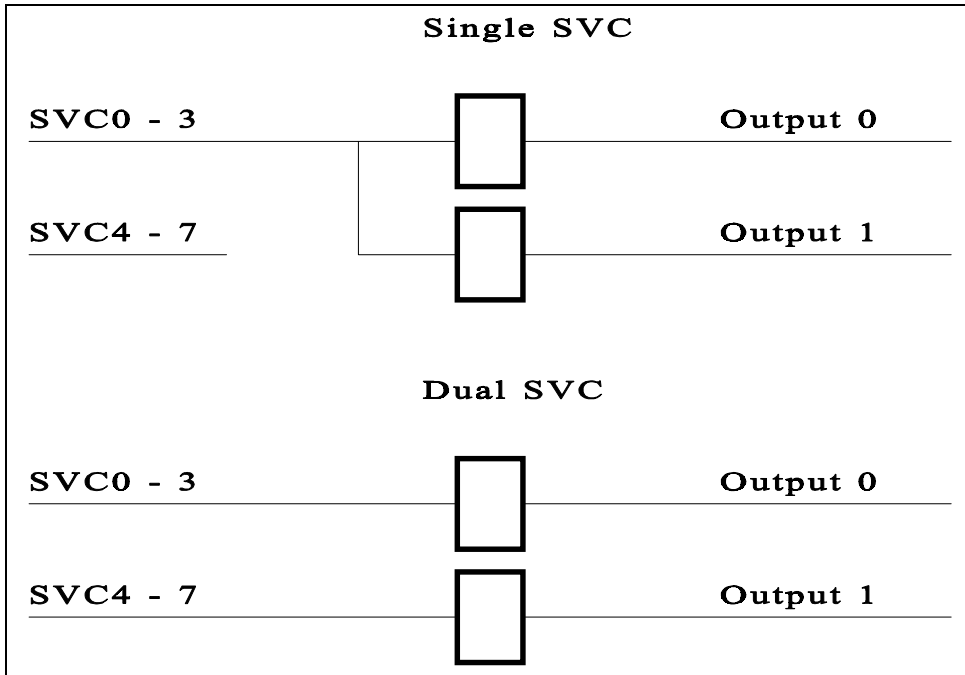 Single SVC
SVC0 - 3
Output 0
SVC4 - 7
Output 1
Dual SVC
SVC0 - 3
Output 0
SVC4 - 7
Output 1